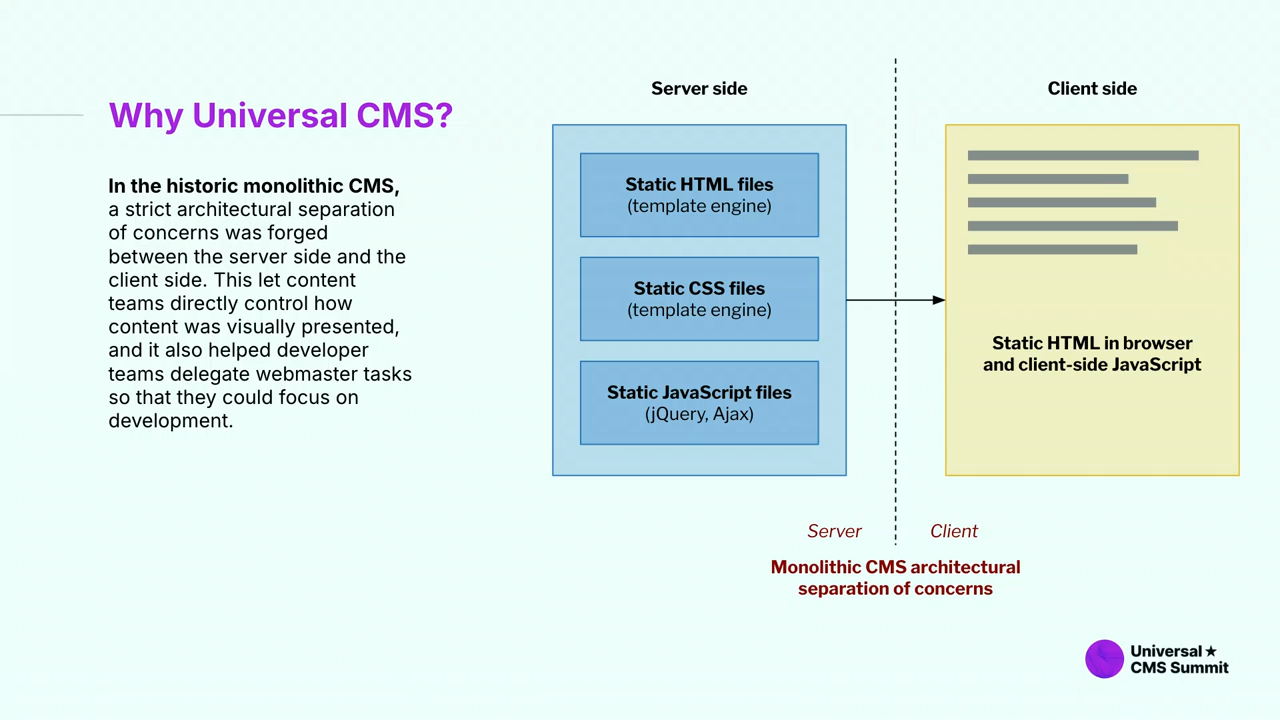 Why Universal CMS?
In the historic monolithic CMS,
a strict architectural separation
of concerns was forged
between the server side and the
client side. This let content
teams directly control how
content was visually presented,
and it also helped developer
teams delegate webmaster tasks
so that they could focus on
development.
Server side
Static HTML files
(template engine)
Static CSS files
(template engine)
Static JavaScript files
(jQuery, Ajax)
Client side
Static HTML in browser
and client-side JavaScript
Server
Client
Monolithic CMS architectural
separation of concerns
Universal ★
CMS Summit